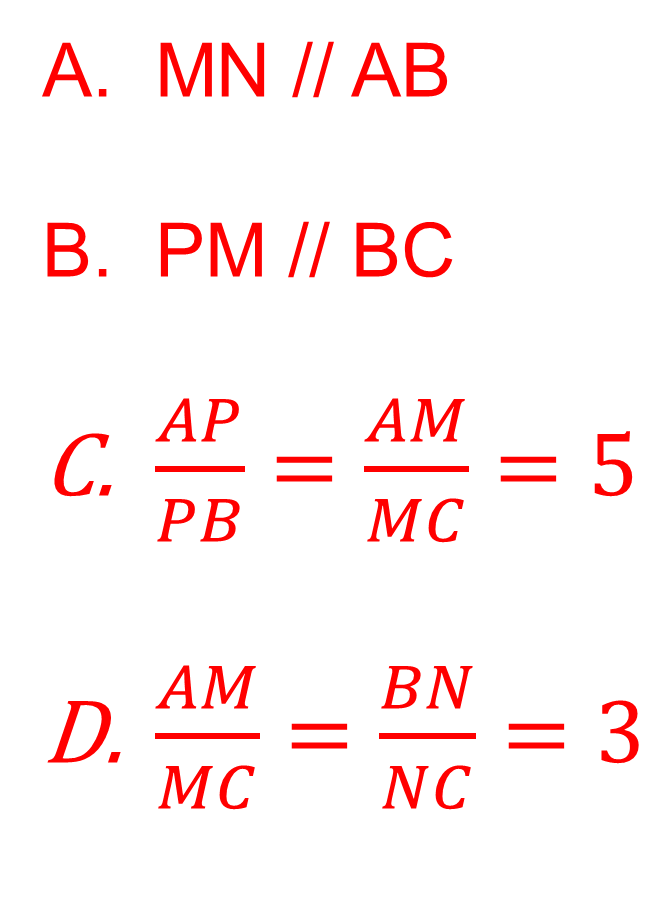 A. MN // AB
B. PM // BC
C. AP/PB = AM/MC = 5
D. AM/MC = BN/NC = 3